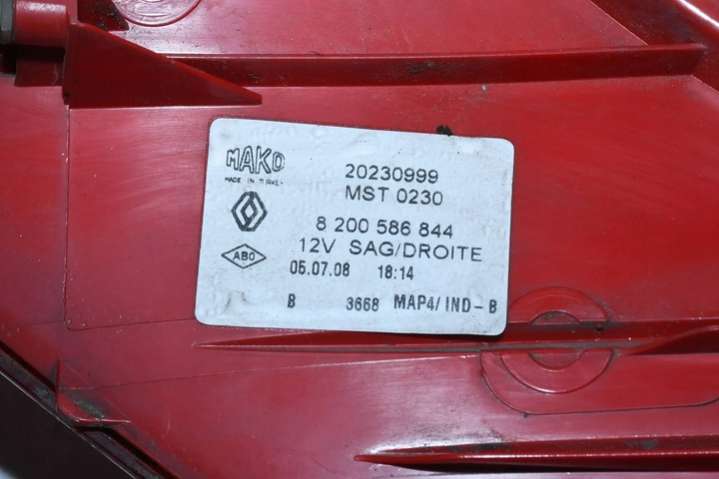 MAKO
MADE IN TURKEY
20230999
MST 0230
8 200 586 844
ABO
12V SAG/DROITE
05.07.08 18:14
B 3668 MAP4/ IND-B